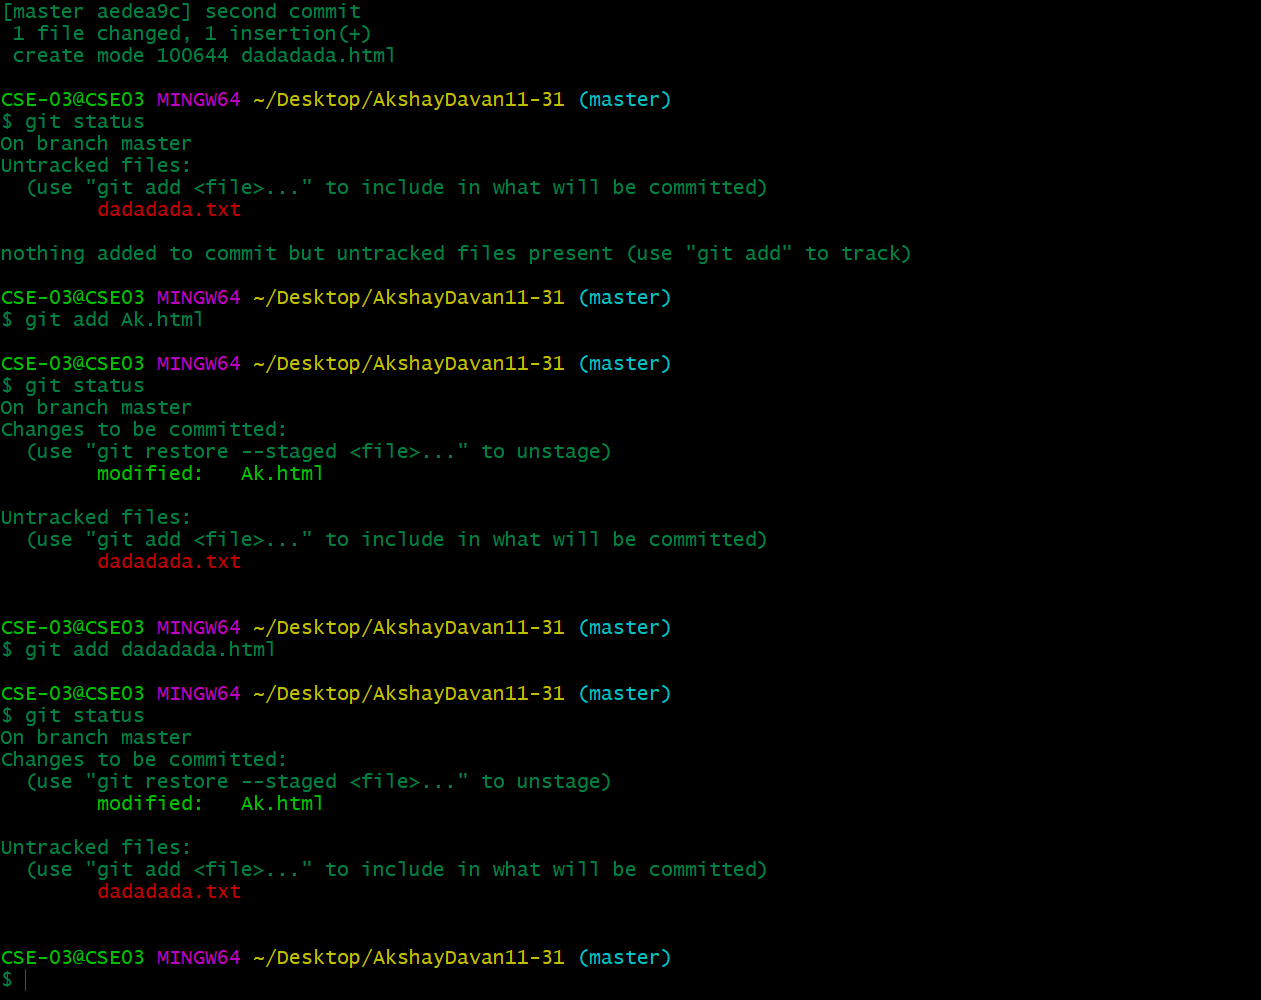 [master aedea9c] second commit
 1 file changed, 1 insertion(+)
 create mode 100644 dadadada.html

CSE-03@CSE03 MINGW64 ~/Desktop/AkshayDavan11-31 (master)
$ git status
On branch master
Untracked files:
  (use "git add <file>..." to include in what will be committed)
        dadadada.txt

nothing added to commit but untracked files present (use "git add" to track)

CSE-03@CSE03 MINGW64 ~/Desktop/AkshayDavan11-31 (master)
$ git add Ak.html

CSE-03@CSE03 MINGW64 ~/Desktop/AkshayDavan11-31 (master)
$ git status
On branch master
Changes to be committed:
  (use "git restore --staged <file>..." to unstage)
        modified:   Ak.html

Untracked files:
  (use "git add <file>..." to include in what will be committed)
        dadadada.txt


CSE-03@CSE03 MINGW64 ~/Desktop/AkshayDavan11-31 (master)
$ git add dadadada.html

CSE-03@CSE03 MINGW64 ~/Desktop/AkshayDavan11-31 (master)
$ git status
On branch master
Changes to be committed:
  (use "git restore --staged <file>..." to unstage)
        modified:   Ak.html

Untracked files:
  (use "git add <file>..." to include in what will be committed)
        dadadada.txt


CSE-03@CSE03 MINGW64 ~/Desktop/AkshayDavan11-31 (master)
$